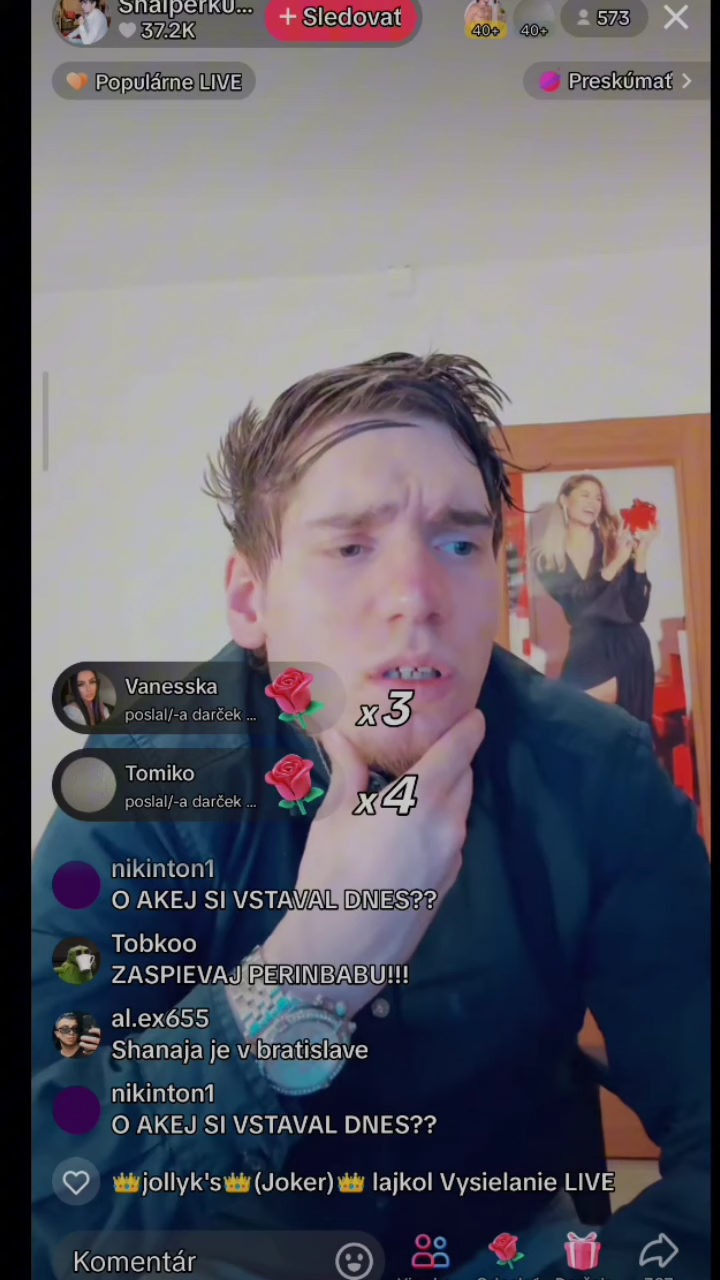 37.2K
+ Sledovať
40+
40+
573
Populárne LIVE
Preskúmať >
Vanesska
poslal/-a darček ...
x3
Tomiko
poslal/-a darček ...
x4
nikinton1
O AKEJ SI VSTAVAL DNES??
Tobkoo
ZASPIEVAJ PERINBABU!!!
al.ex655
Shanaja je v bratislave
nikinton1
O AKEJ SI VSTAVAL DNES??
👑jollyk's👑(Joker)👑 lajkol Vysielanie LIVE
Komentár